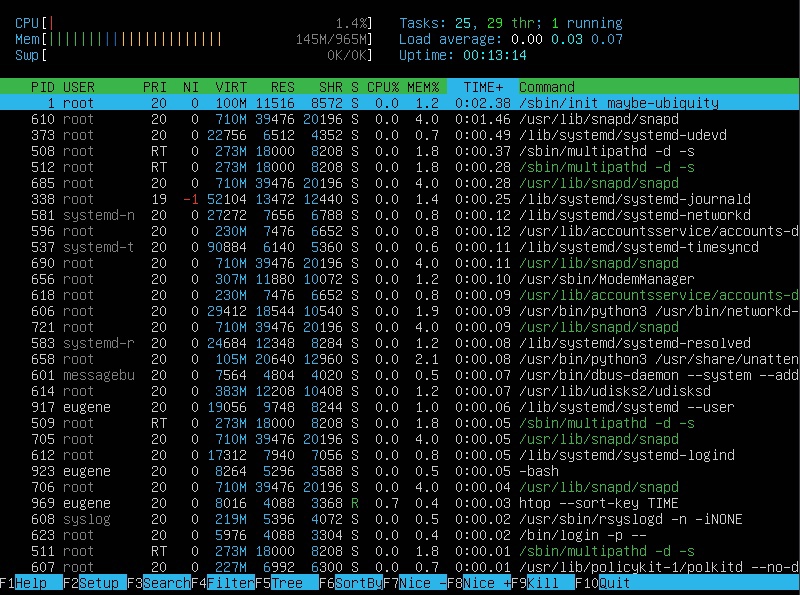 CPU[| 1.4%] Tasks: 25, 29 thr; 1 running
Mem[|||||||||||||||||||||| 145M/965M] Load average: 0.00 0.03 0.07
Swp[ 0K/0K] Uptime: 00:13:14
PID USER PRI NI VIRT RES SHR S CPU% MEM% TIME+ Command
1 root 20 0 100M 11516 8572 S 0.0 1.2 0:02.38 /sbin/init maybe-ubiquity
610 root 20 0 710M 39476 20196 S 0.0 4.0 0:01.46 /usr/lib/snapd/snapd
373 root 20 0 22756 6512 4352 S 0.0 0.7 0:00.49 /lib/systemd/systemd-udevd
508 root RT 0 273M 18000 8208 S 0.0 1.8 0:00.37 /sbin/multipathd -d -s
512 root RT 0 273M 18000 8208 S 0.0 1.8 0:00.28 /sbin/multipathd -d -s
685 root 20 0 710M 39476 20196 S 0.0 4.0 0:00.28 /usr/lib/snapd/snapd
338 root 19 -1 52104 13472 12440 S 0.0 1.4 0:00.25 /lib/systemd/systemd-journald
581 systemd-n 20 0 27272 7656 6788 S 0.0 0.8 0:00.12 /lib/systemd/systemd-networkd
596 root 20 0 230M 7476 6652 S 0.0 0.8 0:00.12 /usr/lib/accountsservice/accounts-d
537 systemd-t 20 0 90884 6140 5360 S 0.0 0.6 0:00.11 /lib/systemd/systemd-timesyncd
690 root 20 0 710M 39476 20196 S 0.0 4.0 0:00.11 /usr/lib/snapd/snapd
656 root 20 0 307M 11880 10072 S 0.0 1.2 0:00.10 /usr/sbin/ModemManager
618 root 20 0 230M 7476 6652 S 0.0 0.8 0:00.09 /usr/lib/accountsservice/accounts-d
606 root 20 0 29412 18544 10540 S 0.0 1.9 0:00.09 /usr/bin/python3 /usr/bin/networkd-
721 root 20 0 710M 39476 20196 S 0.0 4.0 0:00.09 /usr/lib/snapd/snapd
583 systemd-r 20 0 24684 12348 8284 S 0.0 1.2 0:00.08 /lib/systemd/systemd-resolved
658 root 20 0 105M 20640 12960 S 0.0 2.1 0:00.08 /usr/bin/python3 /usr/share/unatten
601 messagebu 20 0 7564 4804 4020 S 0.0 0.5 0:00.07 /usr/bin/dbus-daemon --system --add
614 root 20 0 383M 12208 10408 S 0.0 1.2 0:00.07 /usr/lib/udisks2/udisksd
917 eugene 20 0 19056 9748 8244 S 0.0 1.0 0:00.06 /lib/systemd/systemd --user
509 root RT 0 273M 18000 8208 S 0.0 1.8 0:00.05 /sbin/multipathd -d -s
705 root 20 0 710M 39476 20196 S 0.0 4.0 0:00.05 /usr/lib/snapd/snapd
612 root 20 0 17312 7940 7056 S 0.0 0.8 0:00.05 /lib/systemd/systemd-logind
923 eugene 20 0 8264 5296 3588 S 0.0 0.5 0:00.05 -bash
706 root 20 0 710M 39476 20196 S 0.0 4.0 0:00.04 /usr/lib/snapd/snapd
969 eugene 20 0 8016 4088 3368 R 0.7 0.4 0:00.03 htop --sort-key TIME
608 syslog 20 0 219M 5396 4072 S 0.0 0.5 0:00.02 /usr/sbin/rsyslogd -n -iNONE
623 root 20 0 5976 4088 3304 S 0.0 0.4 0:00.02 /bin/login -p --
511 root RT 0 273M 18000 8208 S 0.0 1.8 0:00.01 /sbin/multipathd -d -s
607 root 20 0 227M 6992 6300 S 0.0 0.7 0:00.01 /usr/lib/policykit-1/polkitd --no-d
F1Help F2Setup F3SearchF4FilterF5Tree F6SortByF7Nice -F8Nice +F9Kill F10Quit